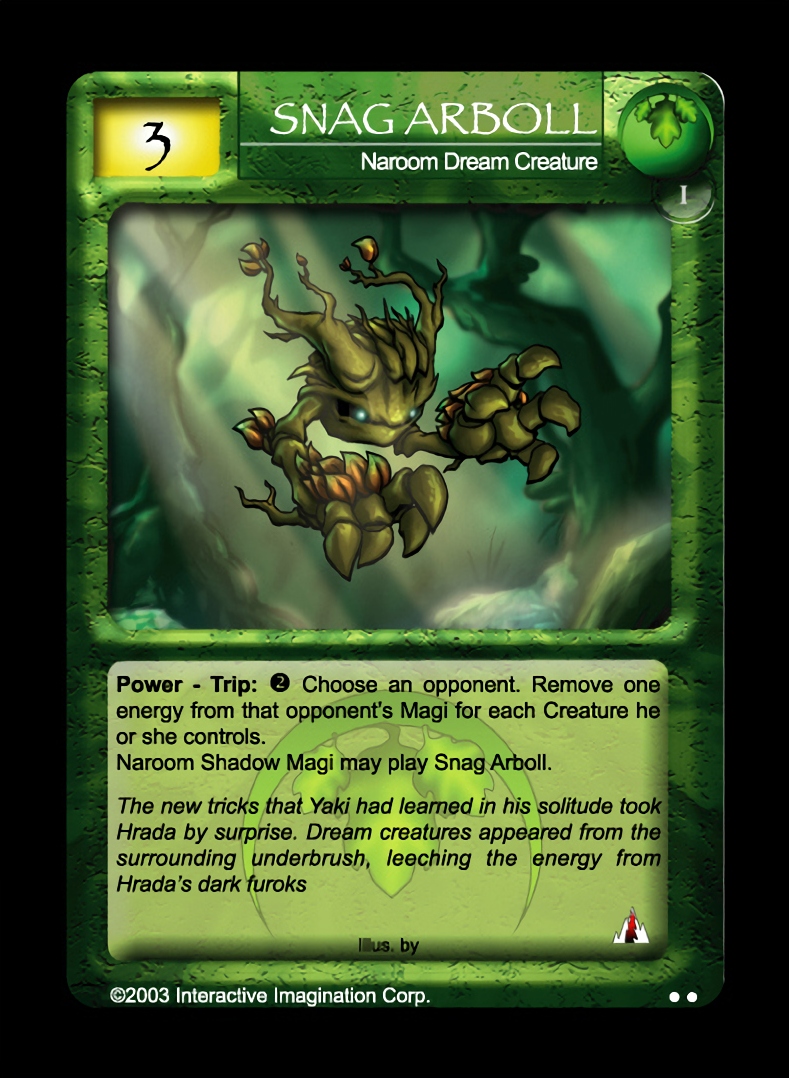 3
SNAG ARBOLL
Naroom Dream Creature
I
Power - Trip: ❷ Choose an opponent. Remove one
energy from that opponent's Magi for each Creature he
or she controls.
Naroom Shadow Magi may play Snag Arboll.
The new tricks that Yaki had learned in his solitude took
Hrada by surprise. Dream creatures appeared from the
surrounding underbrush, leeching the energy from
Hrada's dark furoks
Illus. by
©2003 Interactive Imagination Corp.